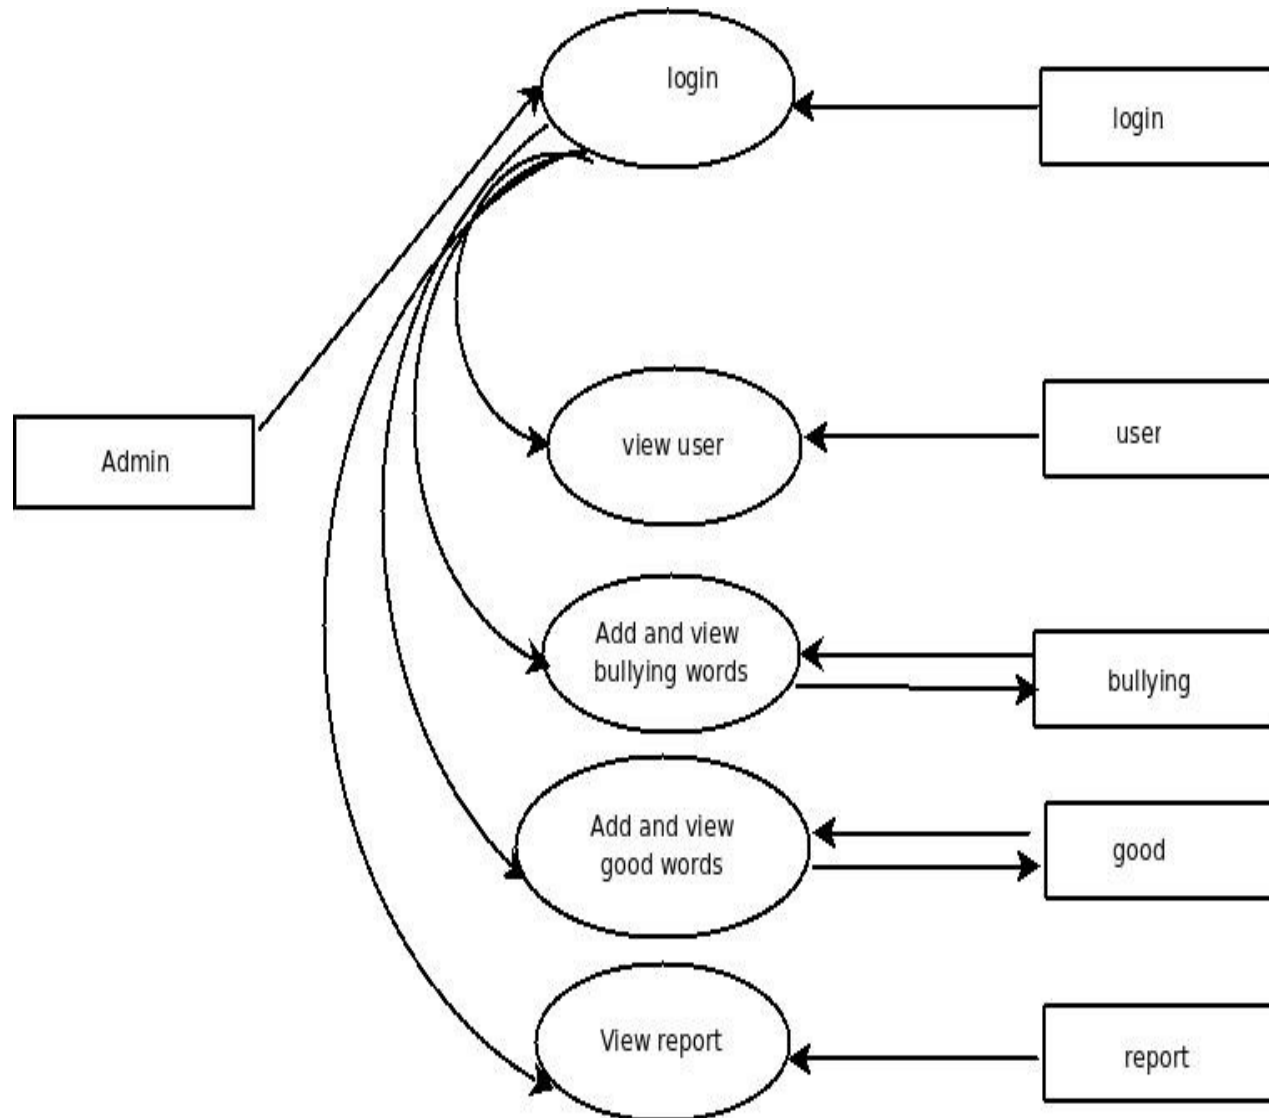 login
login
Admin
view user
user
Add and view
bullying words
bullying
Add and view
good words
good
View report
report